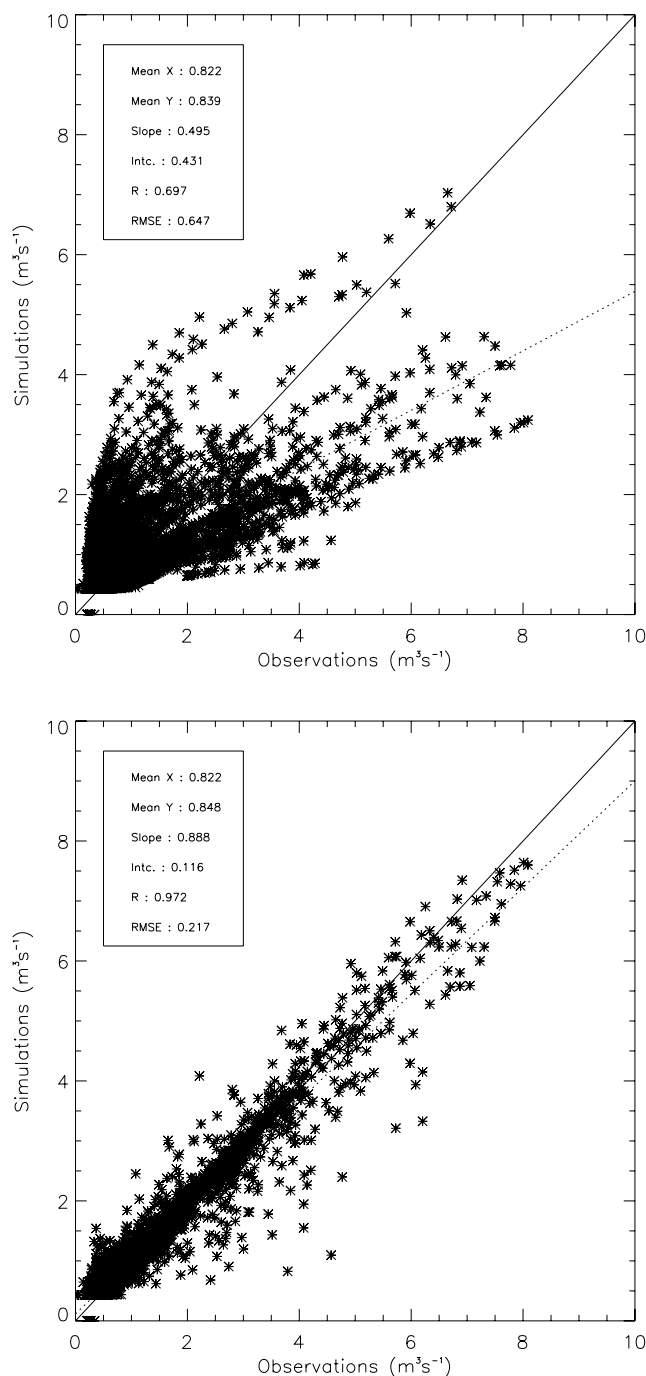 10
Mean X : 0.822
Mean Y : 0.839
Slope : 0.495
Intc. : 0.431
R : 0.697
RMSE : 0.647
8
6
4
2
0
Simulations (m³s⁻¹)
0 2 4 6 8 10
Observations (m³s⁻¹)
10
Mean X : 0.822
Mean Y : 0.848
Slope : 0.888
Intc. : 0.116
R : 0.972
RMSE : 0.217
8
6
4
2
0
Simulations (m³s⁻¹)
0 2 4 6 8 10
Observations (m³s⁻¹)